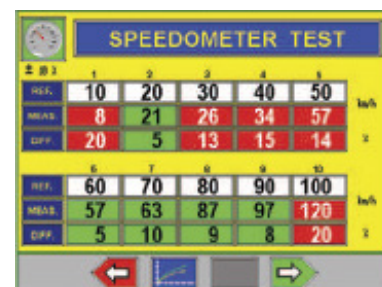 SPEEDOMETER TEST
1 2 3 4 5
REF. 10 20 30 40 50
km/h
MEAS. 8 21 26 34 57
DIFF. 20 5 13 15 14 %
6 7 8 9 10
REF. 60 70 80 90 100
km/h
MEAS. 57 63 87 97 120
DIFF. 5 10 9 8 20 %